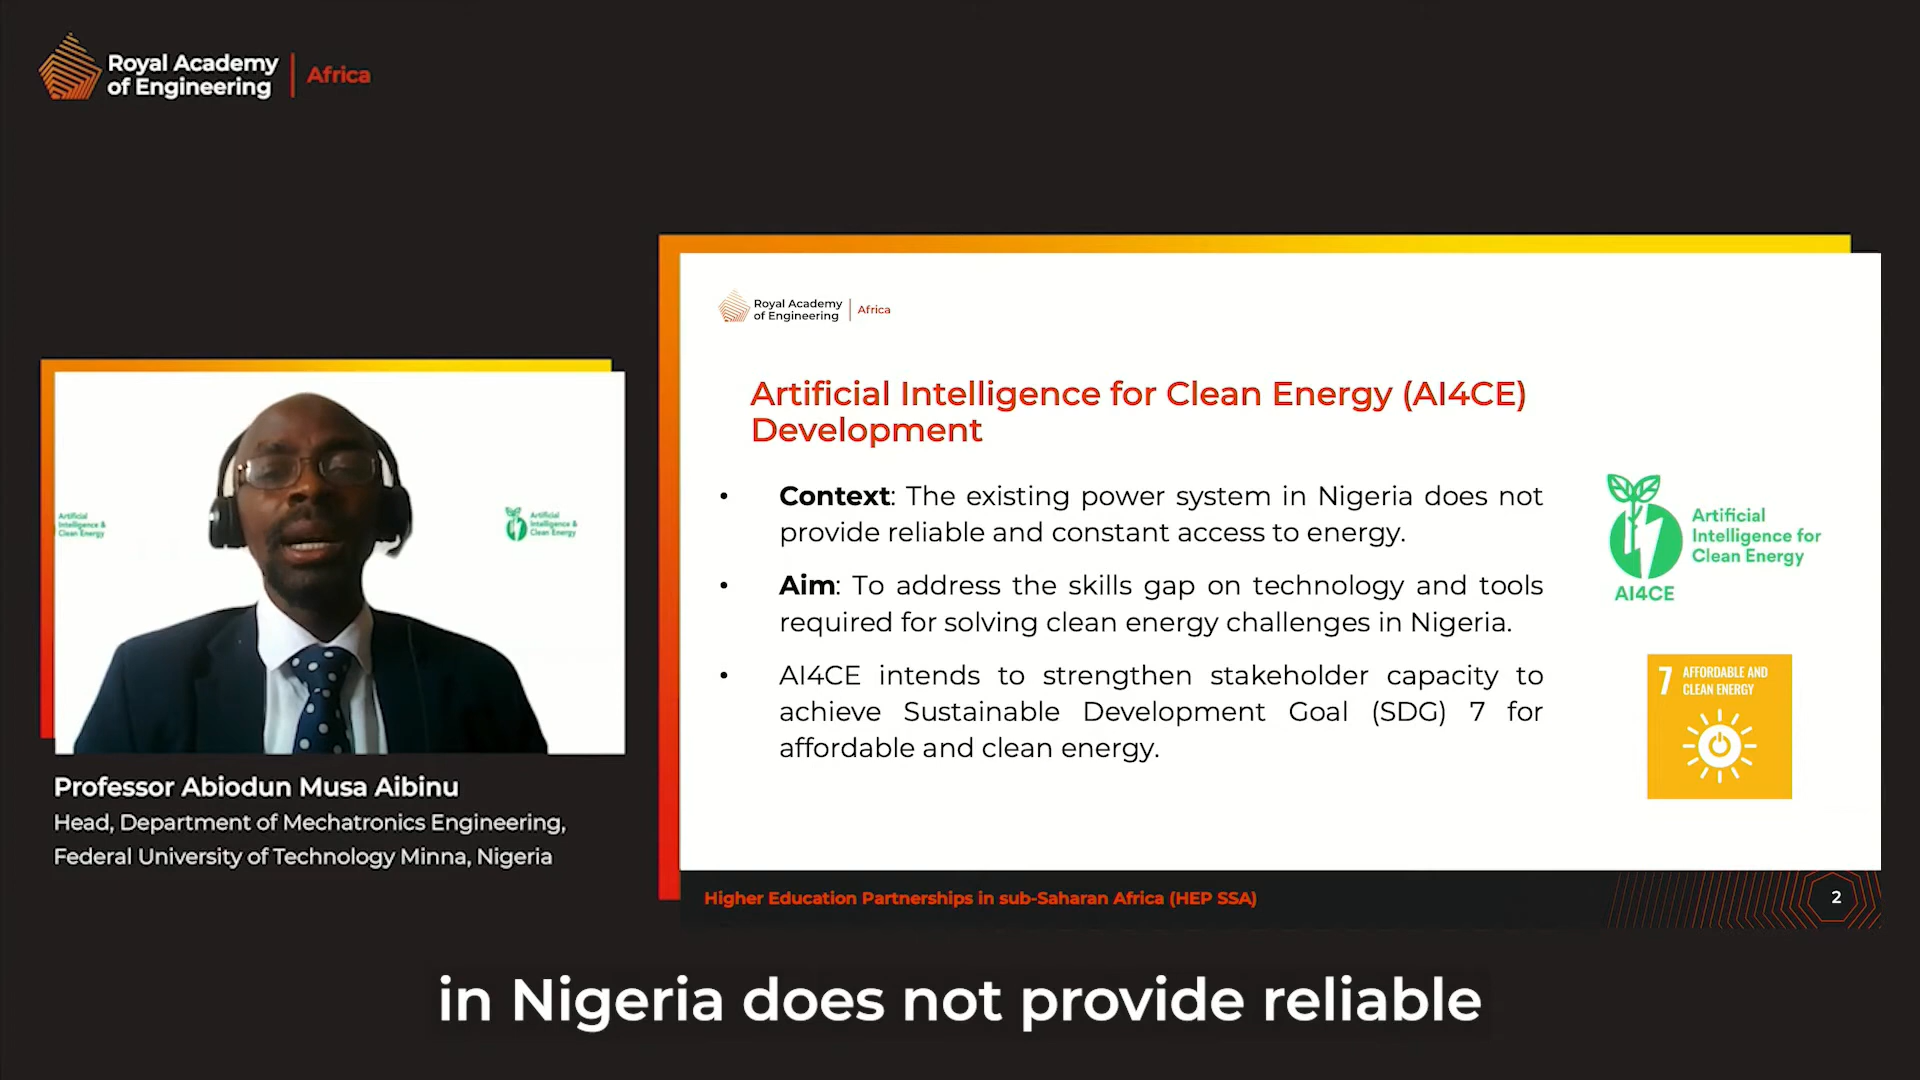 Royal Academy
of Engineering
Africa
Royal Academy
of Engineering
Africa
Artificial Intelligence for Clean Energy (AI4CE)
Development
• Context: The existing power system in Nigeria does not
provide reliable and constant access to energy.
• Aim: To address the skills gap on technology and tools
required for solving clean energy challenges in Nigeria.
• AI4CE intends to strengthen stakeholder capacity to
achieve Sustainable Development Goal (SDG) 7 for
affordable and clean energy.
Artificial
Intelligence for
Clean Energy
AI4CE
7 AFFORDABLE AND
CLEAN ENERGY
Higher Education Partnerships in sub-Saharan Africa (HEP SSA)
2
Artificial
Intelligence &
Clean Energy
Artificial
Intelligence &
Clean Energy
Professor Abiodun Musa Aibinu
Head, Department of Mechatronics Engineering,
Federal University of Technology Minna, Nigeria
in Nigeria does not provide reliable